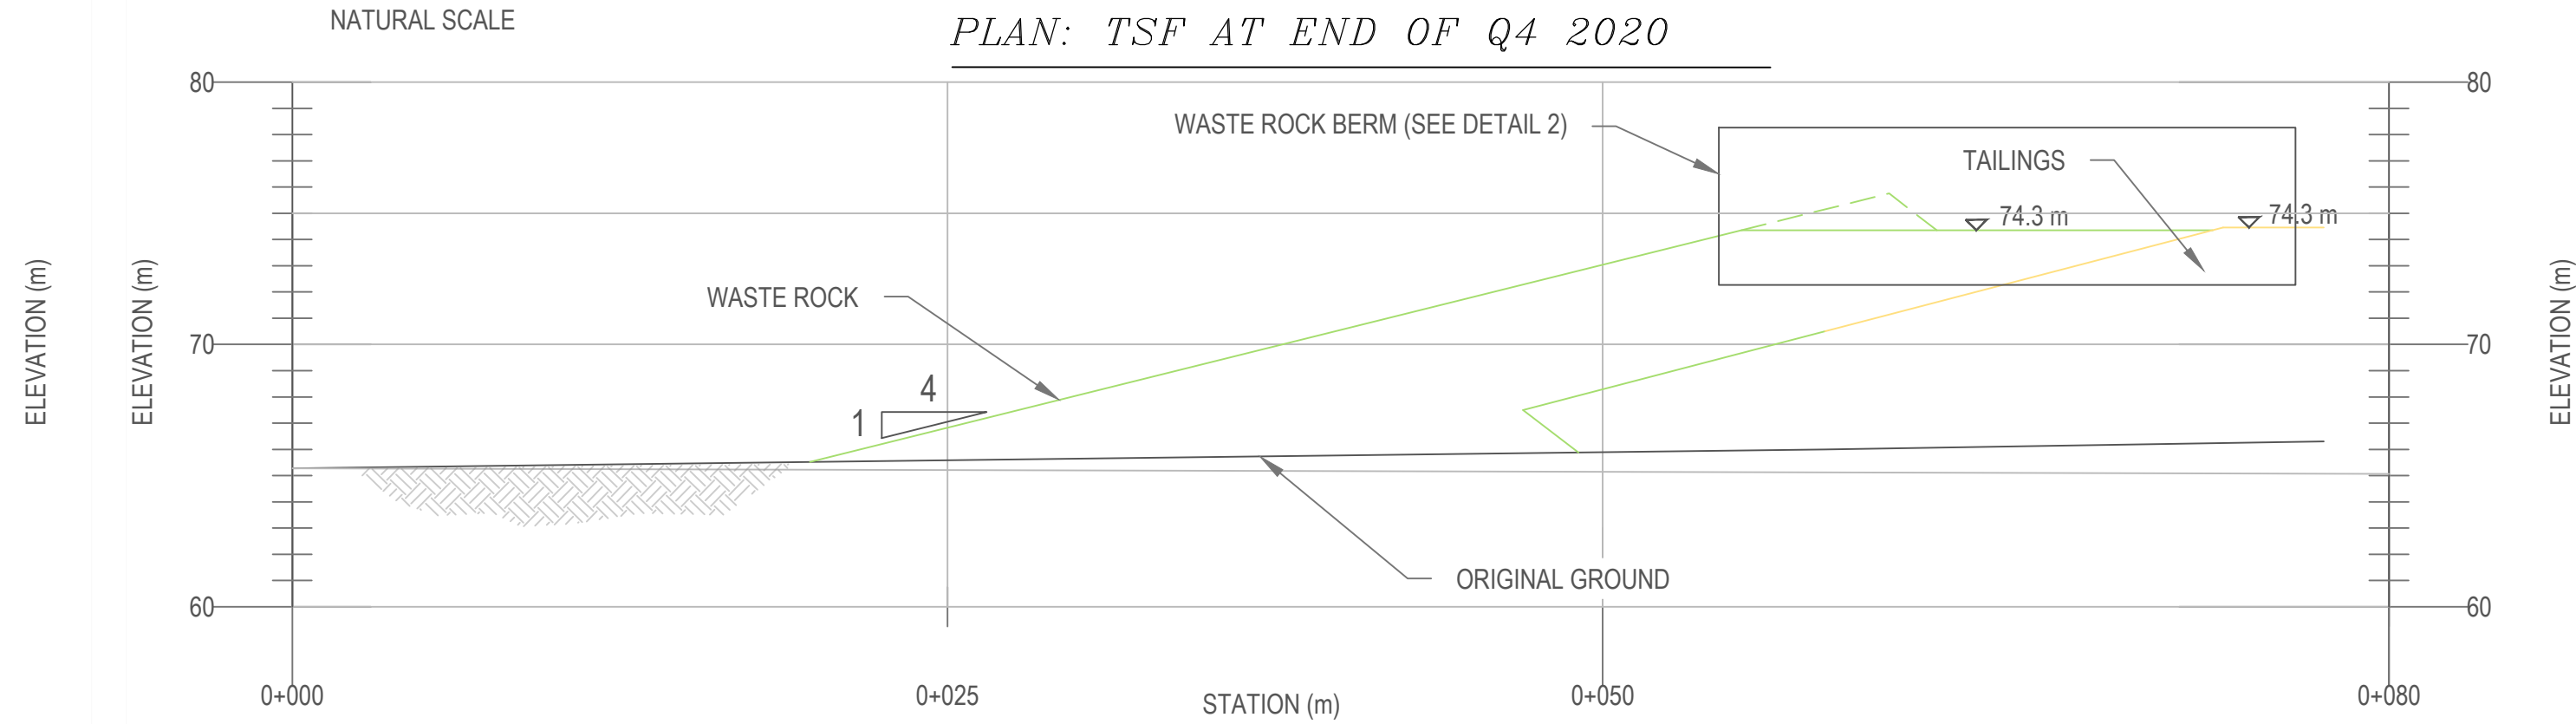 NATURAL SCALE
PLAN: TSF AT END OF Q4 2020
80
80
WASTE ROCK BERM (SEE DETAIL 2)
TAILINGS
74.3 m
74.3 m
ELEVATION (m)
ELEVATION (m)
ELEVATION (m)
WASTE ROCK
70
70
4
1
ORIGINAL GROUND
60
60
0+000
0+025
STATION (m)
0+050
0+080